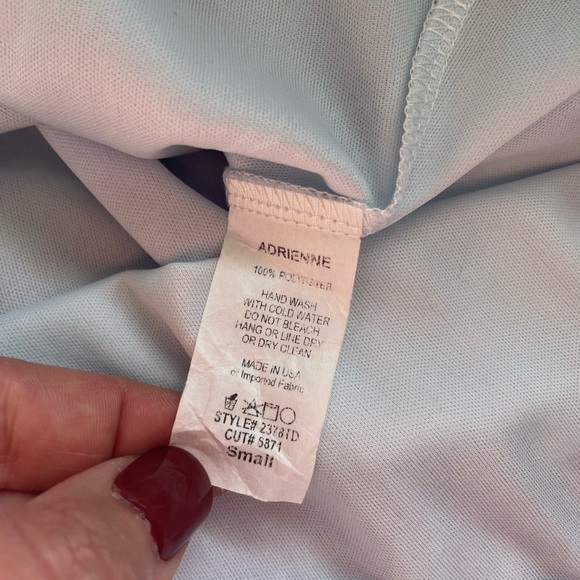 ADRIENNE
100% POLYESTER
HAND WASH
WITH COLD WATER
DO NOT BLEACH
HANG OR LINE DRY
OR DRY CLEAN
MADE IN USA
of Imported Fabric
STYLE# 23781D
CUT# 5871
Small